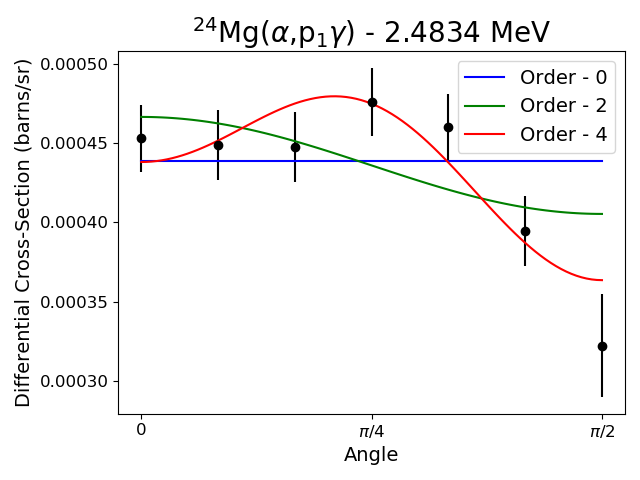 ²⁴Mg(α,p₁γ) - 2.4834 MeV
Order - 0
Order - 2
Order - 4
Differential Cross-Section (barns/sr)
0.00050
0.00045
0.00040
0.00035
0.00030
0
π/4
π/2
Angle